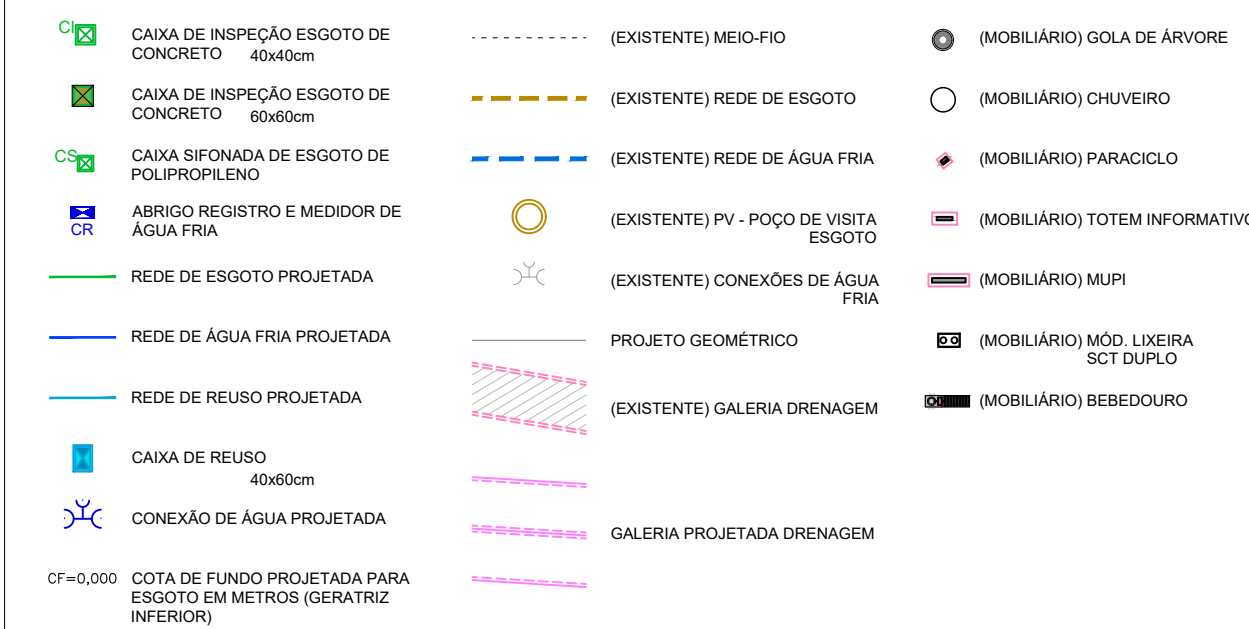 CI
CAIXA DE INSPEÇÃO ESGOTO DE
CONCRETO 40x40cm
CAIXA DE INSPEÇÃO ESGOTO DE
CONCRETO 60x60cm
CS
CAIXA SIFONADA DE ESGOTO DE
POLIPROPILENO
CR
ABRIGO REGISTRO E MEDIDOR DE
ÁGUA FRIA
REDE DE ESGOTO PROJETADA
REDE DE ÁGUA FRIA PROJETADA
REDE DE REUSO PROJETADA
CAIXA DE REUSO
40x60cm
CONEXÃO DE ÁGUA PROJETADA
CF=0,000
COTA DE FUNDO PROJETADA PARA
ESGOTO EM METROS (GERATRIZ
INFERIOR)
(EXISTENTE) MEIO-FIO
(EXISTENTE) REDE DE ESGOTO
(EXISTENTE) REDE DE ÁGUA FRIA
(EXISTENTE) PV - POÇO DE VISITA
ESGOTO
(EXISTENTE) CONEXÕES DE ÁGUA
FRIA
PROJETO GEOMÉTRICO
(EXISTENTE) GALERIA DRENAGEM
GALERIA PROJETADA DRENAGEM
(MOBILIÁRIO) GOLA DE ÁRVORE
(MOBILIÁRIO) CHUVEIRO
(MOBILIÁRIO) PARACICLO
(MOBILIÁRIO) TOTEM INFORMATIVO
(MOBILIÁRIO) MUPI
(MOBILIÁRIO) MÓD. LIXEIRA
SCT DUPLO
(MOBILIÁRIO) BEBEDOURO